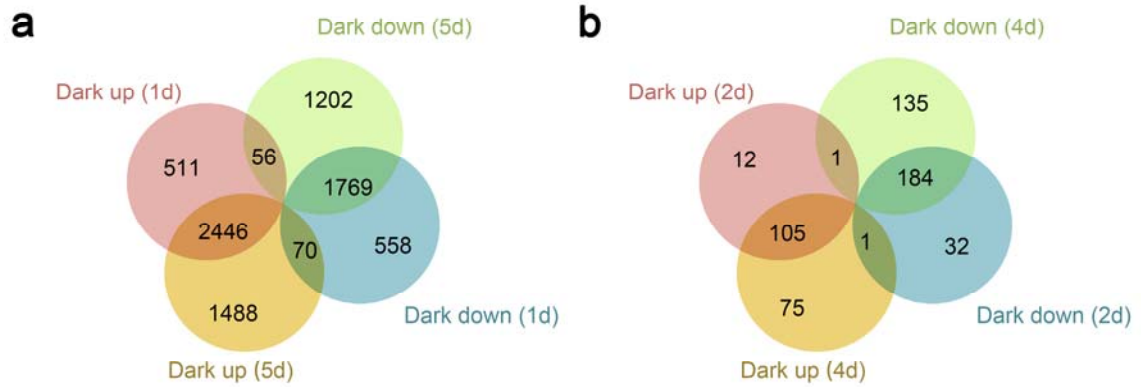 a
Dark down (5d)
Dark up (1d)
1202
511
56
1769
2446
70
558
1488
Dark down (1d)
Dark up (5d)
b
Dark down (4d)
Dark up (2d)
135
12
1
184
105
1
32
75
Dark down (2d)
Dark up (4d)